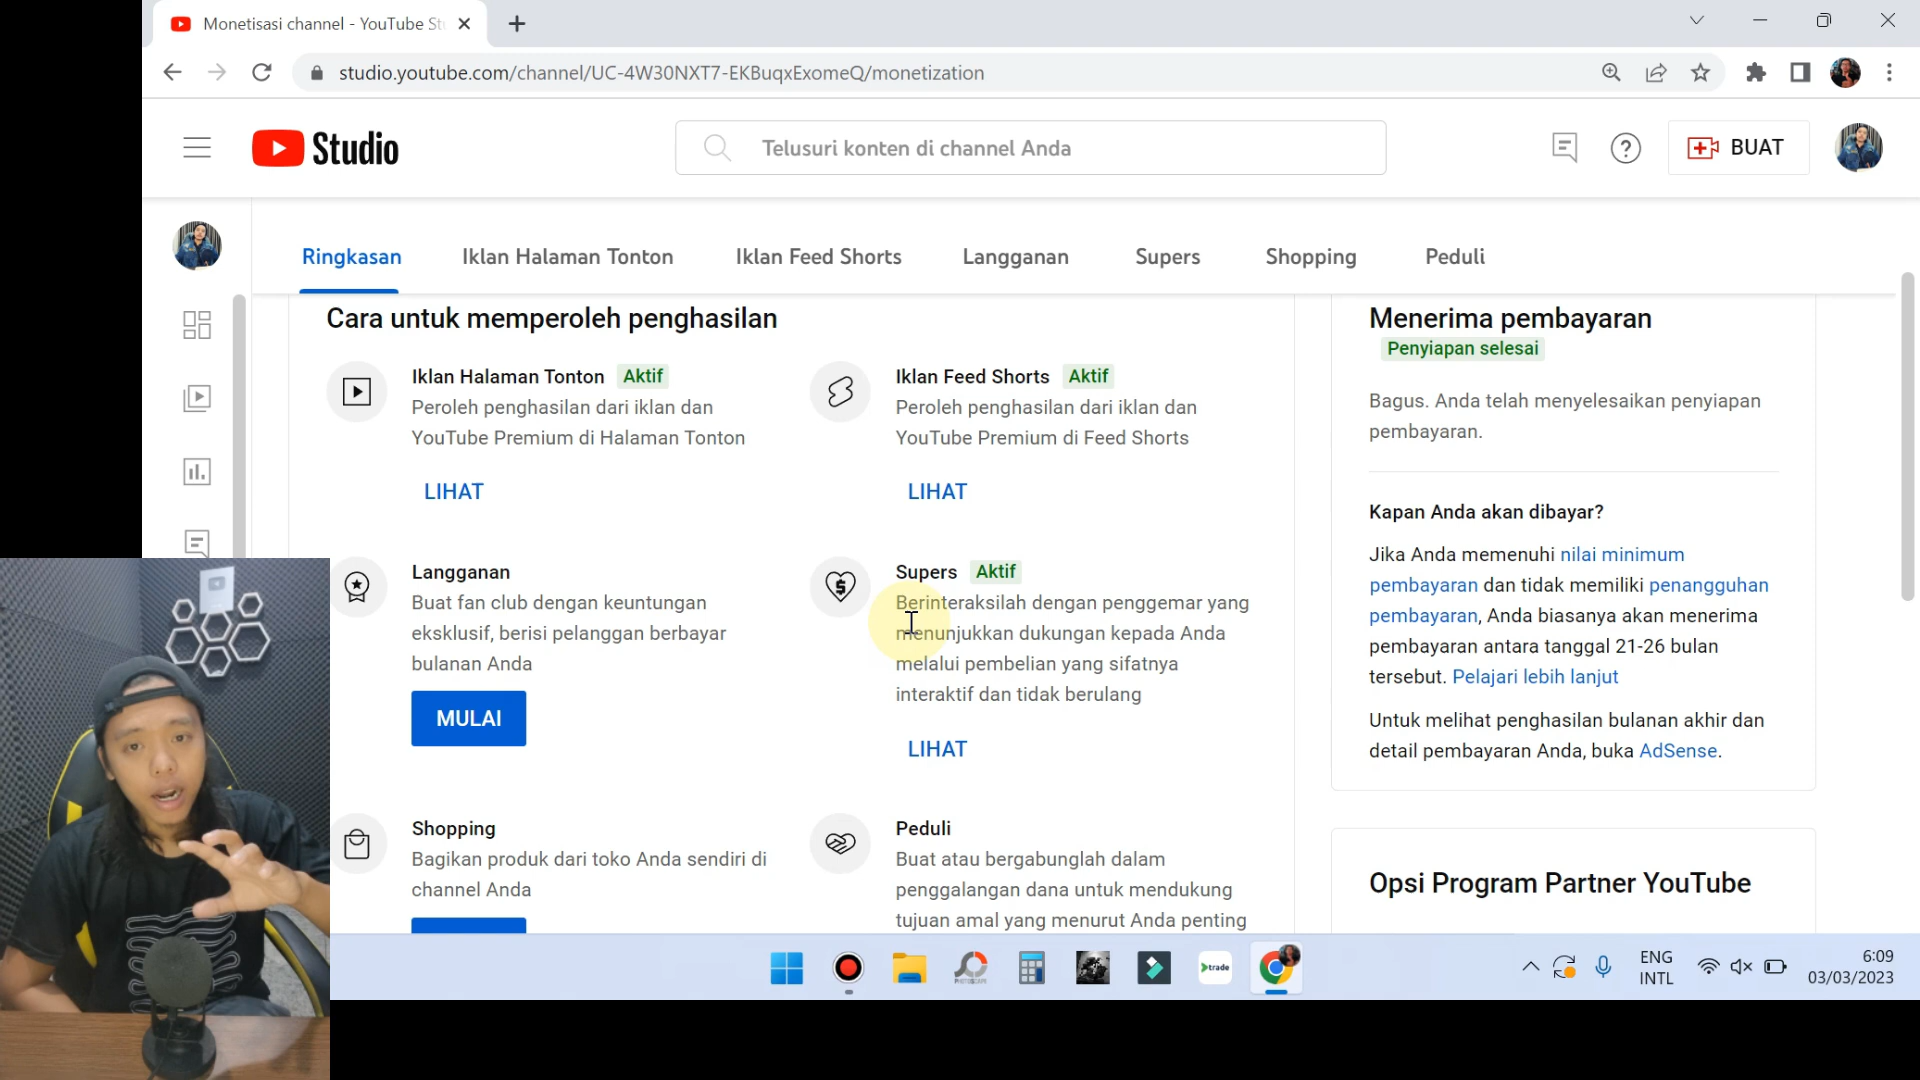 Monetisasi channel - YouTube St
studio.youtube.com/channel/UC-4W30NXT7-EKBuqxExomeQ/monetization
Studio
Telusuri konten di channel Anda
BUAT
Ringkasan
Iklan Halaman Tonton
Iklan Feed Shorts
Langganan
Supers
Shopping
Peduli
Cara untuk memperoleh penghasilan
Iklan Halaman Tonton Aktif
Peroleh penghasilan dari iklan dan
YouTube Premium di Halaman Tonton
LIHAT
Iklan Feed Shorts Aktif
Peroleh penghasilan dari iklan dan
YouTube Premium di Feed Shorts
LIHAT
Langganan
Buat fan club dengan keuntungan
eksklusif, berisi pelanggan berbayar
bulanan Anda
MULAI
Supers Aktif
Berinteraksilah dengan penggemar yang
menunjukkan dukungan kepada Anda
melalui pembelian yang sifatnya
interaktif dan tidak berulang
LIHAT
Shopping
Bagikan produk dari toko Anda sendiri di
channel Anda
Peduli
Buat atau bergabunglah dalam
penggalangan dana untuk mendukung
tujuan amal yang menurut Anda penting
Menerima pembayaran
Penyiapan selesai
Bagus. Anda telah menyelesaikan penyiapan
pembayaran.
Kapan Anda akan dibayar?
Jika Anda memenuhi nilai minimum
pembayaran dan tidak memiliki penangguhan
pembayaran, Anda biasanya akan menerima
pembayaran antara tanggal 21-26 bulan
tersebut. Pelajari lebih lanjut
Untuk melihat penghasilan bulanan akhir dan
detail pembayaran Anda, buka AdSense.
Opsi Program Partner YouTube
PHOTOSCAPE
trade
ENG
INTL
6:09
03/03/2023